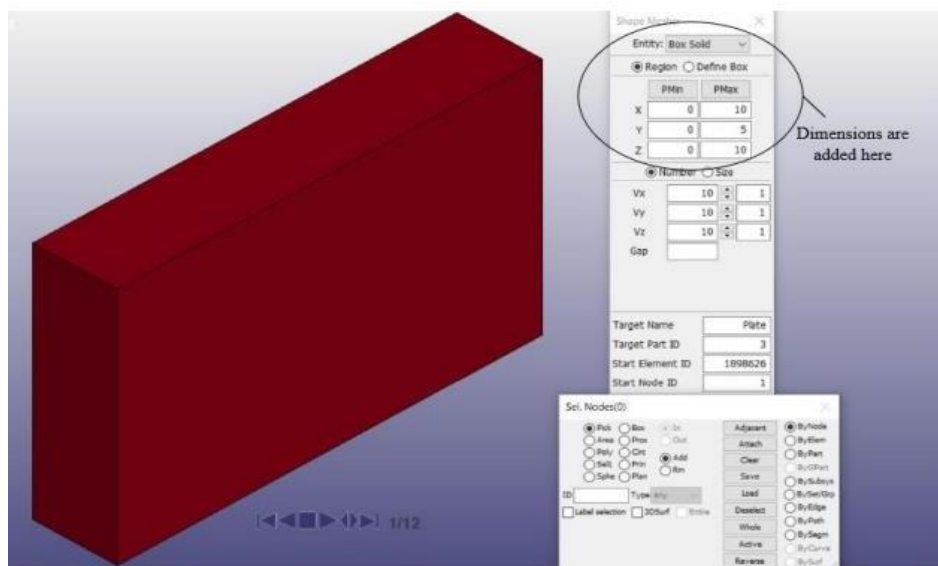 Shape Mesher
Entity: Box Solid
Region Define Box
PMin PMax
X 0 10
Y 0 5
Z 0 10
Number Size
Vx 10 1
Vy 10 1
Vz 10 1
Gap
Target Name Plate
Target Part ID 3
Start Element ID 1898626
Start Node ID 1
Dimensions are
added here
1/12
Sel. Nodes(0)
Pick Box In Adjacent ByNode
Area Prox Out Attach ByElem
Poly Circ Add Clear ByPart
Sell Prin Rm Save ByGPart
Sphe Plan Load BySubsys
ID Type any Deselect BySet/Grp
Label selection 3DSurf Entire Whole ByEdge
Active ByPath
Reverse BySegm
ByCurve
BySurf